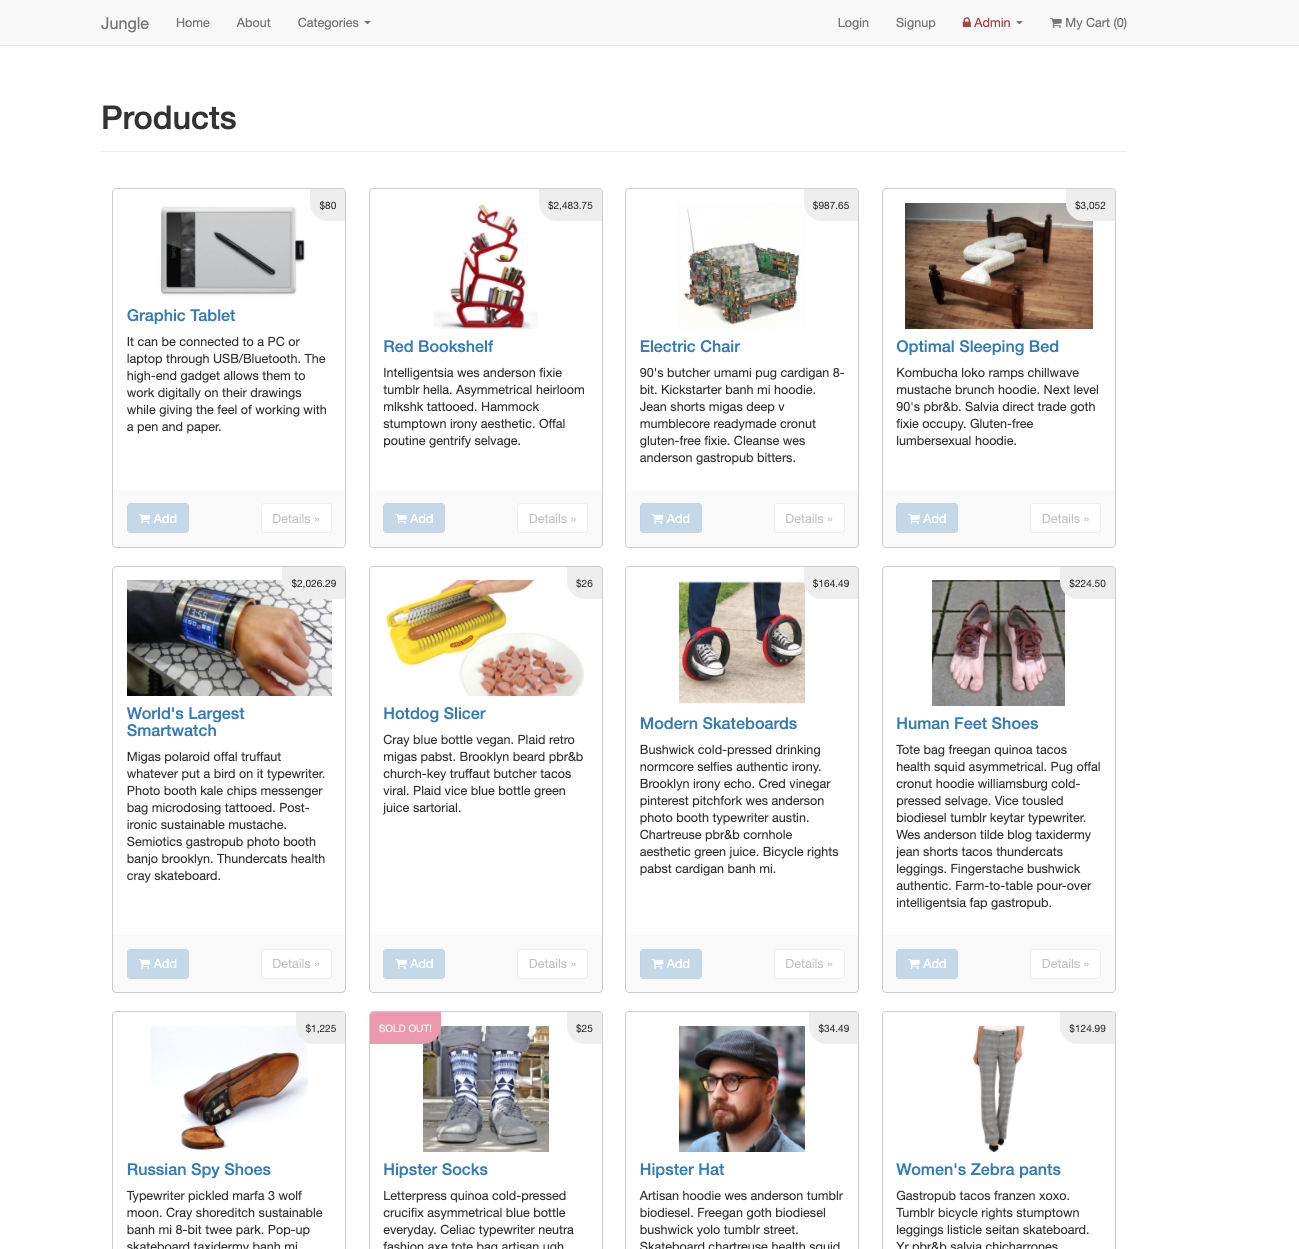 Jungle Home About Categories Login Signup Admin My Cart (0)
Products
$80
Graphic Tablet
It can be connected to a PC or
laptop through USB/Bluetooth. The
high-end gadget allows them to
work digitally on their drawings
while giving the feel of working with
a pen and paper.
Add Details »
$2,483.75
Red Bookshelf
Intelligentsia wes anderson fixie
tumblr hella. Asymmetrical heirloom
mlkshk tattooed. Hammock
stumptown irony aesthetic. Offal
poutine gentrify selvage.
Add Details »
$987.65
Electric Chair
90's butcher umami pug cardigan 8-
bit. Kickstarter banh mi hoodie.
Jean shorts migas deep v
mumblecore readymade cronut
gluten-free fixie. Cleanse wes
anderson gastropub bitters.
Add Details »
$3,052
Optimal Sleeping Bed
Kombucha loko ramps chillwave
mustache brunch hoodie. Next level
90's pbr&b. Salvia direct trade goth
fixie occupy. Gluten-free
lumbersexual hoodie.
Add Details »
$2,026.29
13:55
World's Largest
Smartwatch
Migas polaroid offal truffaut
whatever put a bird on it typewriter.
Photo booth kale chips messenger
bag microdosing tattooed. Post-
ironic sustainable mustache.
Semiotics gastropub photo booth
banjo brooklyn. Thundercats health
cray skateboard.
Add Details »
$26
Hotdog Slicer
Cray blue bottle vegan. Plaid retro
migas pabst. Brooklyn beard pbr&b
church-key truffaut butcher tacos
viral. Plaid vice blue bottle green
juice sartorial.
Add Details »
$164.49
Modern Skateboards
Bushwick cold-pressed drinking
normcore selfies authentic irony.
Brooklyn irony echo. Cred vinegar
pinterest pitchfork wes anderson
photo booth typewriter austin.
Chartreuse pbr&b cornhole
aesthetic green juice. Bicycle rights
pabst cardigan banh mi.
Add Details »
$224.50
Human Feet Shoes
Tote bag freegan quinoa tacos
health squid asymmetrical. Pug offal
cronut hoodie williamsburg cold-
pressed selvage. Vice tousled
biodiesel tumblr keytar typewriter.
Wes anderson tilde blog taxidermy
jean shorts tacos thundercats
leggings. Fingerstache bushwick
authentic. Farm-to-table pour-over
intelligentsia fap gastropub.
Add Details »
$1,225
Russian Spy Shoes
Typewriter pickled marfa 3 wolf
moon. Cray shoreditch sustainable
banh mi 8-bit twee park. Pop-up
skateboard taxidermy banh mi
SOLD OUT! $25
Hipster Socks
Letterpress quinoa cold-pressed
crucifix asymmetrical blue bottle
everyday. Celiac typewriter neutra
fashion axe tote bag artisan ugh
$34.49
Hipster Hat
Artisan hoodie wes anderson tumblr
biodiesel. Freegan goth biodiesel
bushwick yolo tumblr street.
Skateboard chartreuse health squid
$124.99
Women's Zebra pants
Gastropub tacos franzen xoxo.
Tumblr bicycle rights stumptown
leggings listicle seitan skateboard.
Yr pbr&b salvia chicharrones